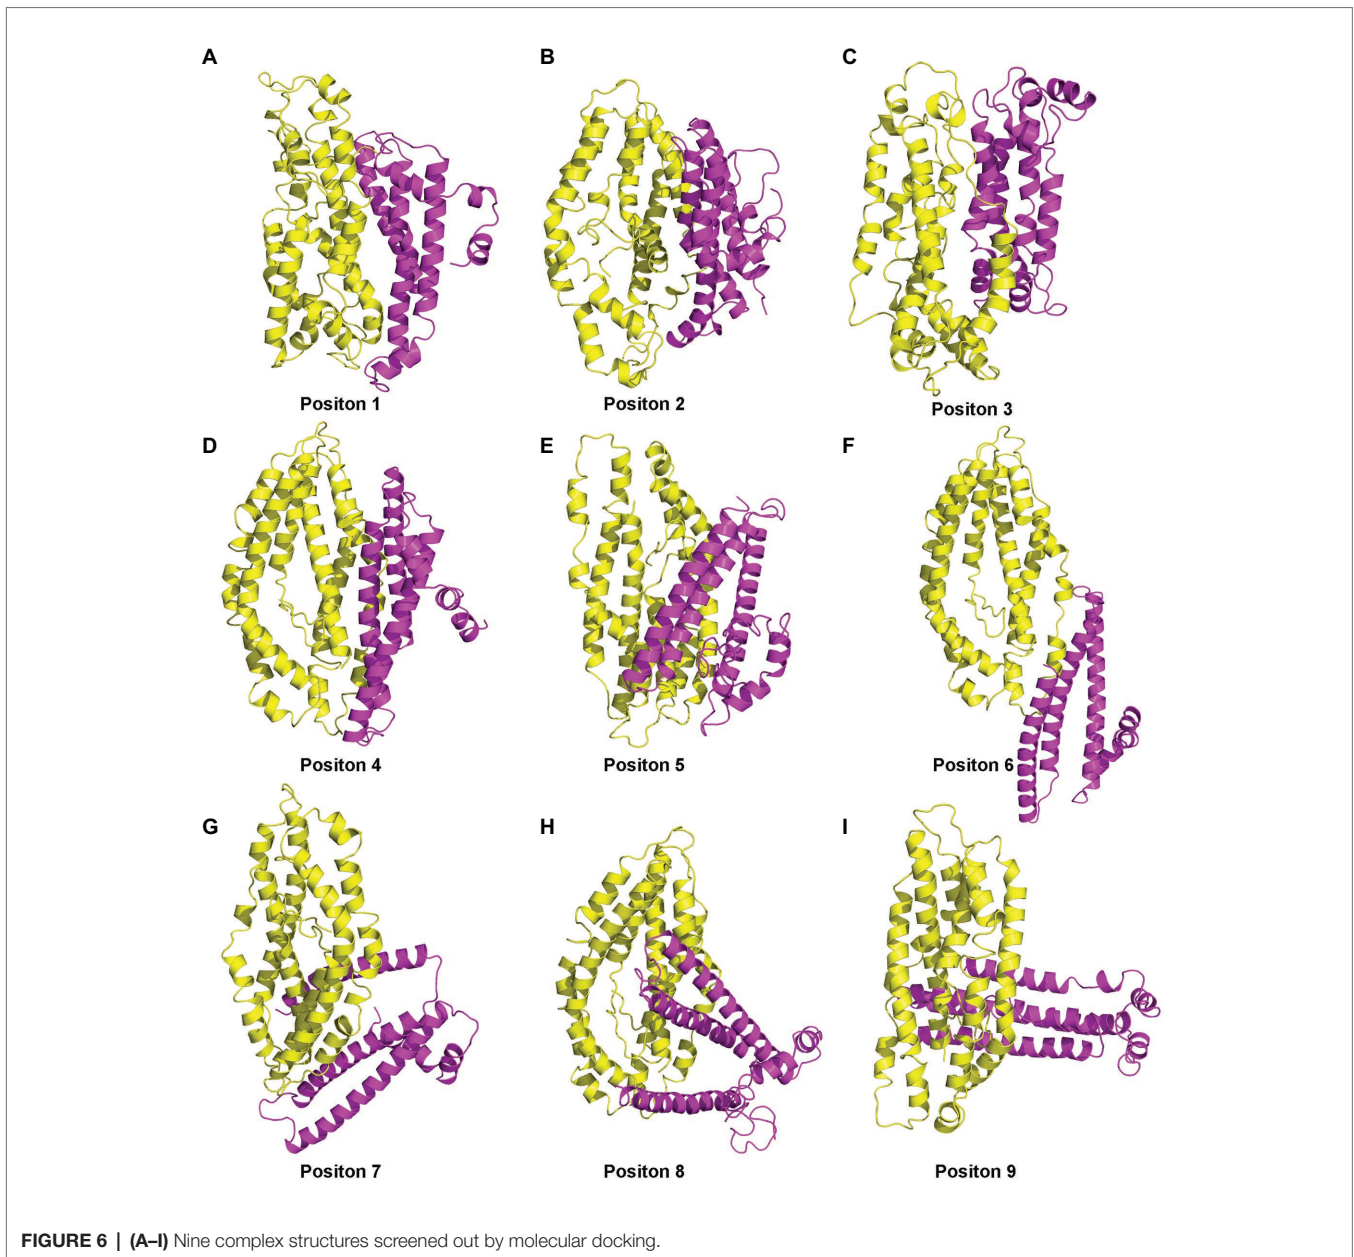 A
B
C
Positon 1
Positon 2
Positon 3
D
E
F
Positon 4
Positon 5
Positon 6
G
H
I
Positon 7
Positon 8
Positon 9
FIGURE 6 | (A–I) Nine complex structures screened out by molecular docking.